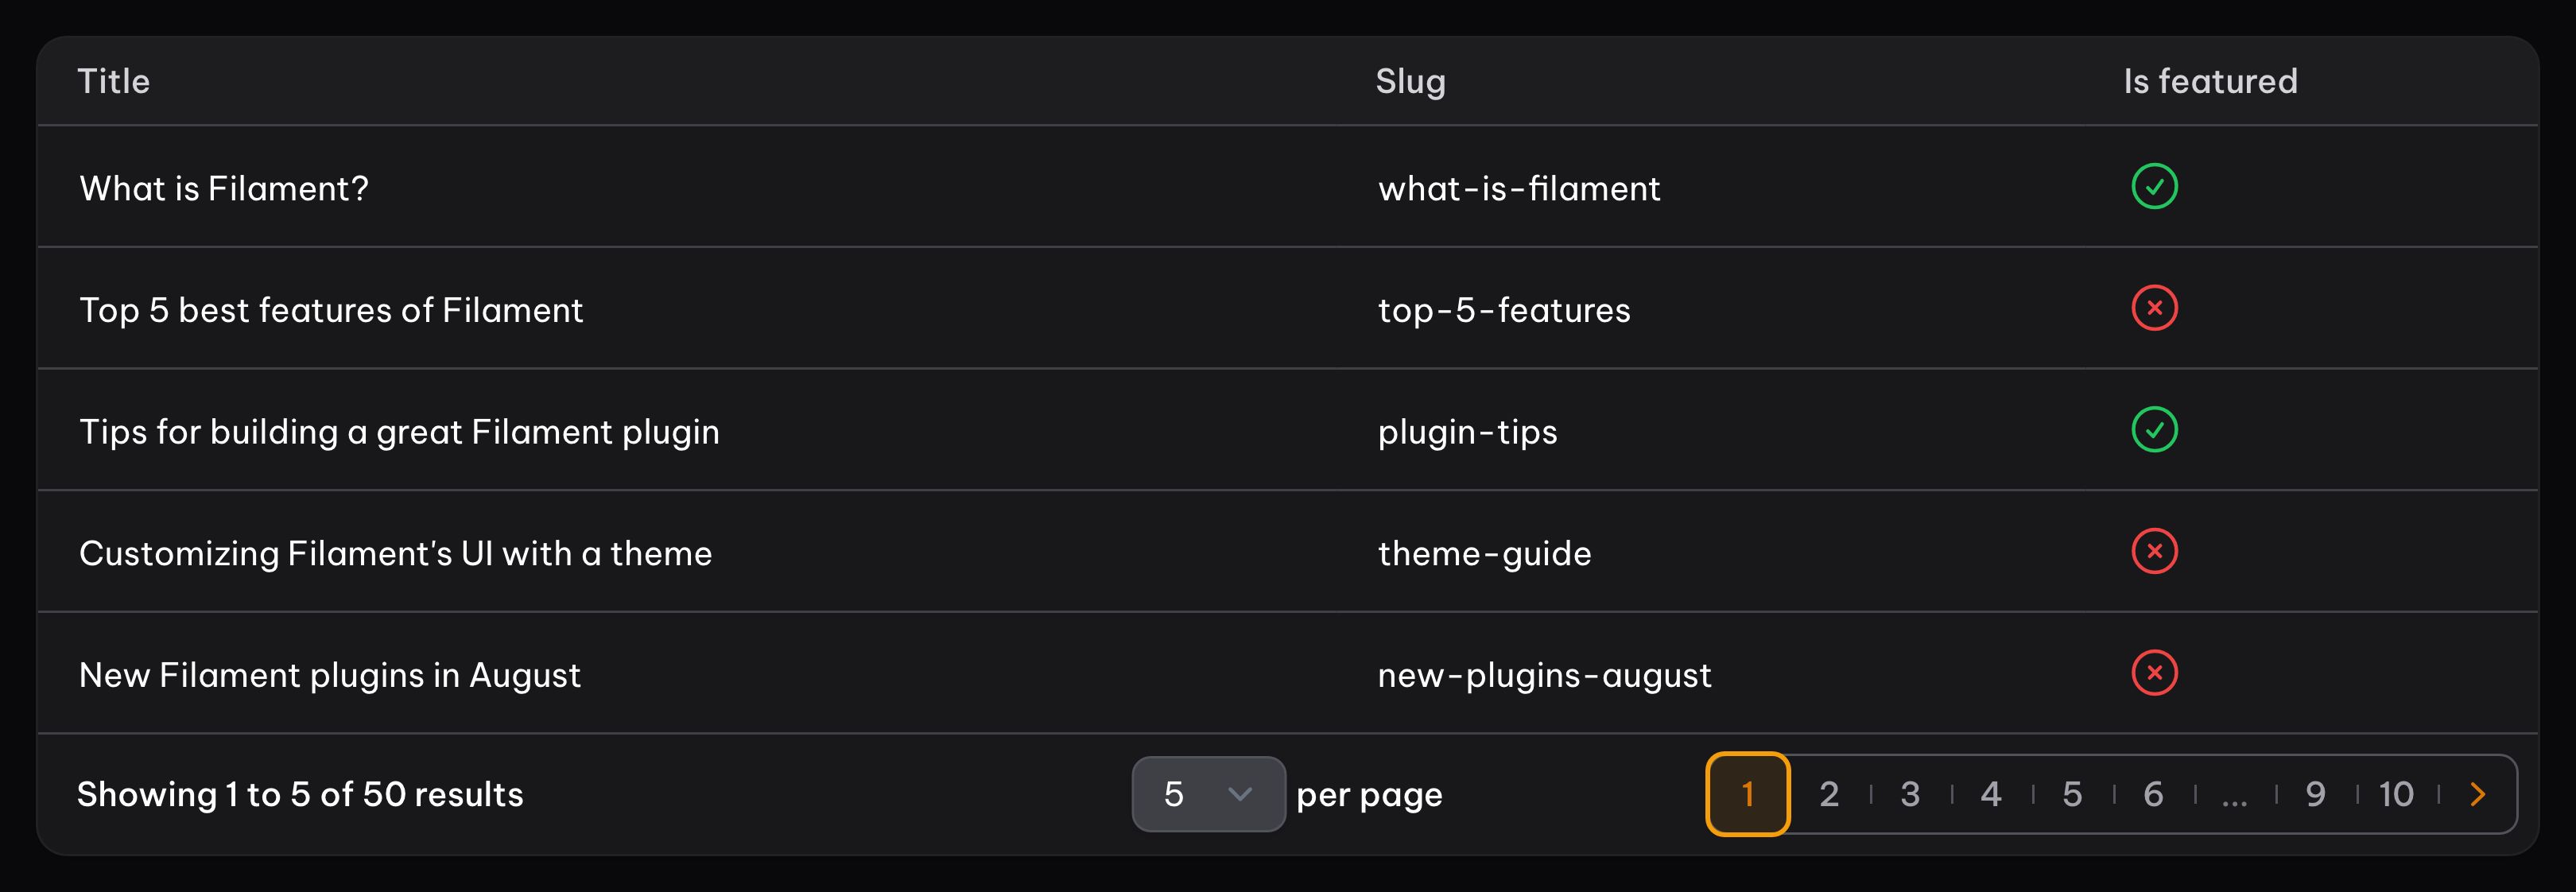 Title Slug Is featured
What is Filament? what-is-filament
Top 5 best features of Filament top-5-features
Tips for building a great Filament plugin plugin-tips
Customizing Filament's UI with a theme theme-guide
New Filament plugins in August new-plugins-august
Showing 1 to 5 of 50 results 5 per page 1 2 3 4 5 6 ... 9 10